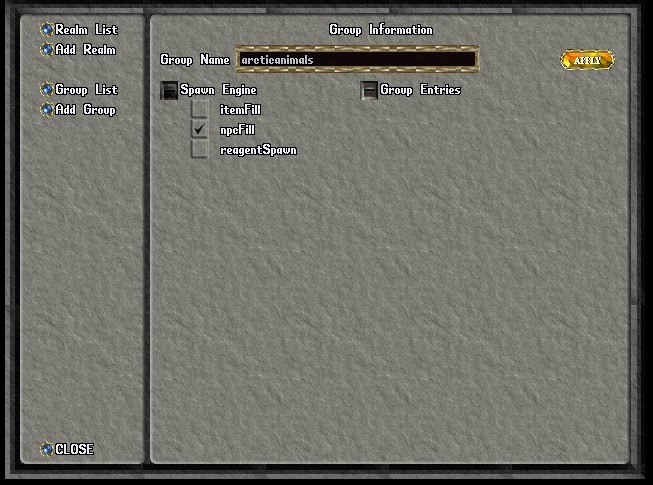 Realm List
Add Realm
Group List
Add Group
CLOSE
Group Information
Group Name arcticanimals
APPLY
Spawn Engine
itemFill
npcFill
reagentSpawn
Group Entries